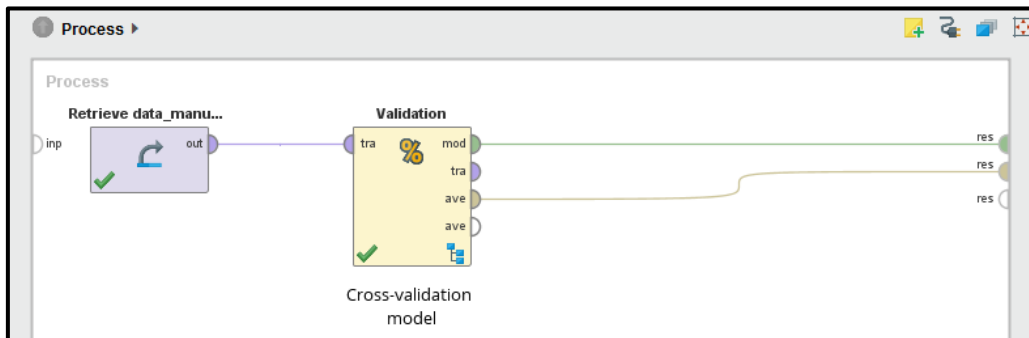 Process
Process
Retrieve data_manu...
Validation
inp
out
tra
%
mod
tra
ave
ave
res
res
res
Cross-validation
model